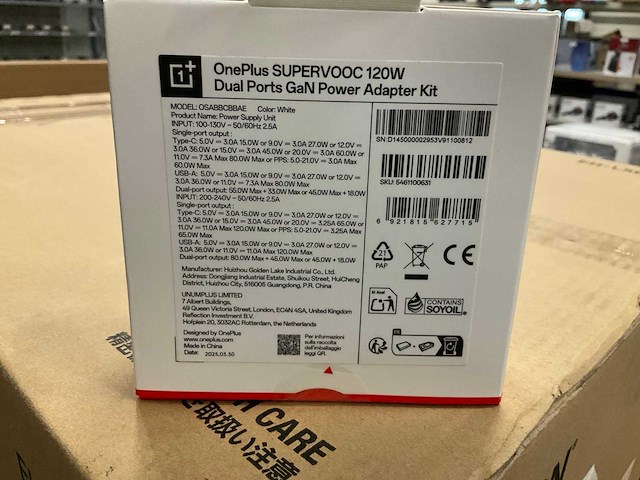 OnePlus SUPERVOOC 120W
Dual Ports GaN Power Adapter Kit
MODEL: OSABBCBBAE Color: White
Product Name: Power Supply Unit
INPUT: 100-130V ~ 50/60Hz 2.5A
Single-port output:
Type-C: 5.0V = 3.0A 15.0W or 9.0V = 3.0A 27.0W or 12.0V =
3.0A 36.0W or 15.0V = 3.0A 45.0W or 20.0V = 3.0A 60.0W or
11.0V = 7.3A Max 80.0W Max or PPS: 5.0-21.0V = 3.0A Max
60.0W Max
USB-A: 5.0V = 3.0A 15.0W or 9.0V = 3.0A 27.0W or 12.0V =
3.0A 36.0W or 11.0V = 7.3A Max 80.0W Max
Dual-port output: 55.0W Max + 33.0W Max or 45.0W Max + 18.0W
INPUT: 200-240V ~ 50/60Hz 2.5A
Single-port output:
Type-C: 5.0V = 3.0A 15.0W or 9.0V = 3.0A 27.0W or 12.0V =
3.0A 36.0W or 15.0V = 3.0A 45.0W or 20.0V = 3.25A 65.0W or
11.0V = 11.0A Max 120.0W Max or PPS: 5.0-21.0V = 3.25A Max
65.0W Max
USB-A: 5.0V = 3.0A 15.0W or 9.0V = 3.0A 27.0W or 12.0V =
3.0A 36.0W or 11.0V = 11.0A Max 120.0W Max
Dual-port output: 80.0W Max + 45.0W Max or 45.0W Max + 18.0W
Manufacturer: Huizhou Golden Lake Industrial Co., Ltd.
Address: Dongjiang Industrial Estate, Shuikou Street, HuiCheng
District, Huizhou City, 516005 Guangdong, P.R. China
UNUMPLUS LIMITED
7 Albert Buildings,
49 Queen Victoria Street, London, EC4N 4SA, United Kingdom
Reflection Investment B.V.
Hofplein 20, 3032AC Rotterdam, the Netherlands
Designed by OnePlus
www.oneplus.com
Made in China
Date: 2025.03.30
Per informazioni
sulla raccolta
dell'imballaggio
leggi QR.
SN:D145000002953V91100812
SKU: 5461100631
6 921815 627715
21
PAP
CE
CONTAINS
SOYOIL
CARE
取扱い注意